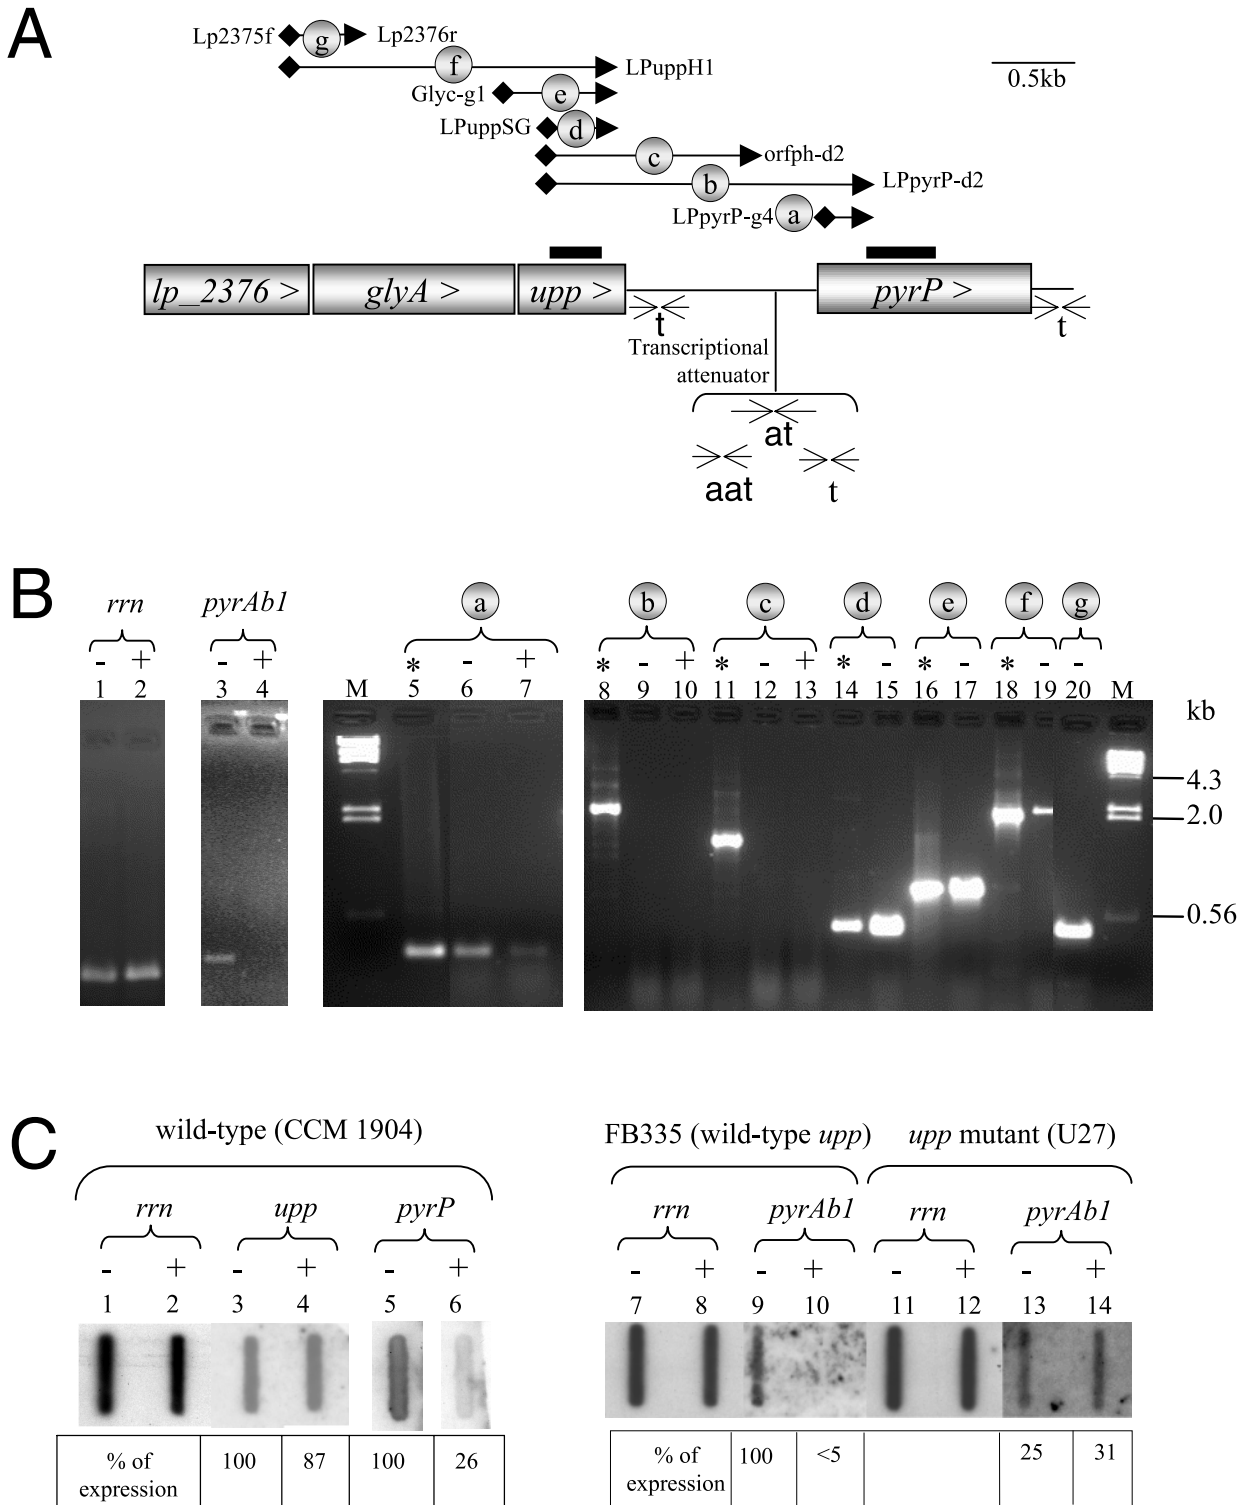 A
Lp2375f g Lp2376r
f LPuppH1
0.5kb
Glyc-g1 e
LPuppSG d
c orfph-d2
b LPpyrP-d2
LPpyrP-g4 a
lp_2376 > glyA > upp > pyrP >
t t
Transcriptional
attenuator
at
aat t
B
rrn pyrAb1 a b c d e f g
- + - + * - + * - + * - + * - * - * - -
1 2 3 4 M 5 6 7 8 9 10 11 12 13 14 15 16 17 18 19 20 M
kb
4.3
2.0
0.56
C
wild-type (CCM 1904) FB335 (wild-type upp) upp mutant (U27)
rrn upp pyrP rrn pyrAb1 rrn pyrAb1
- + - + - + - + - + - + - +
1 2 3 4 5 6 7 8 9 10 11 12 13 14
% of expression 100 87 100 26
% of expression 100 <5 25 31